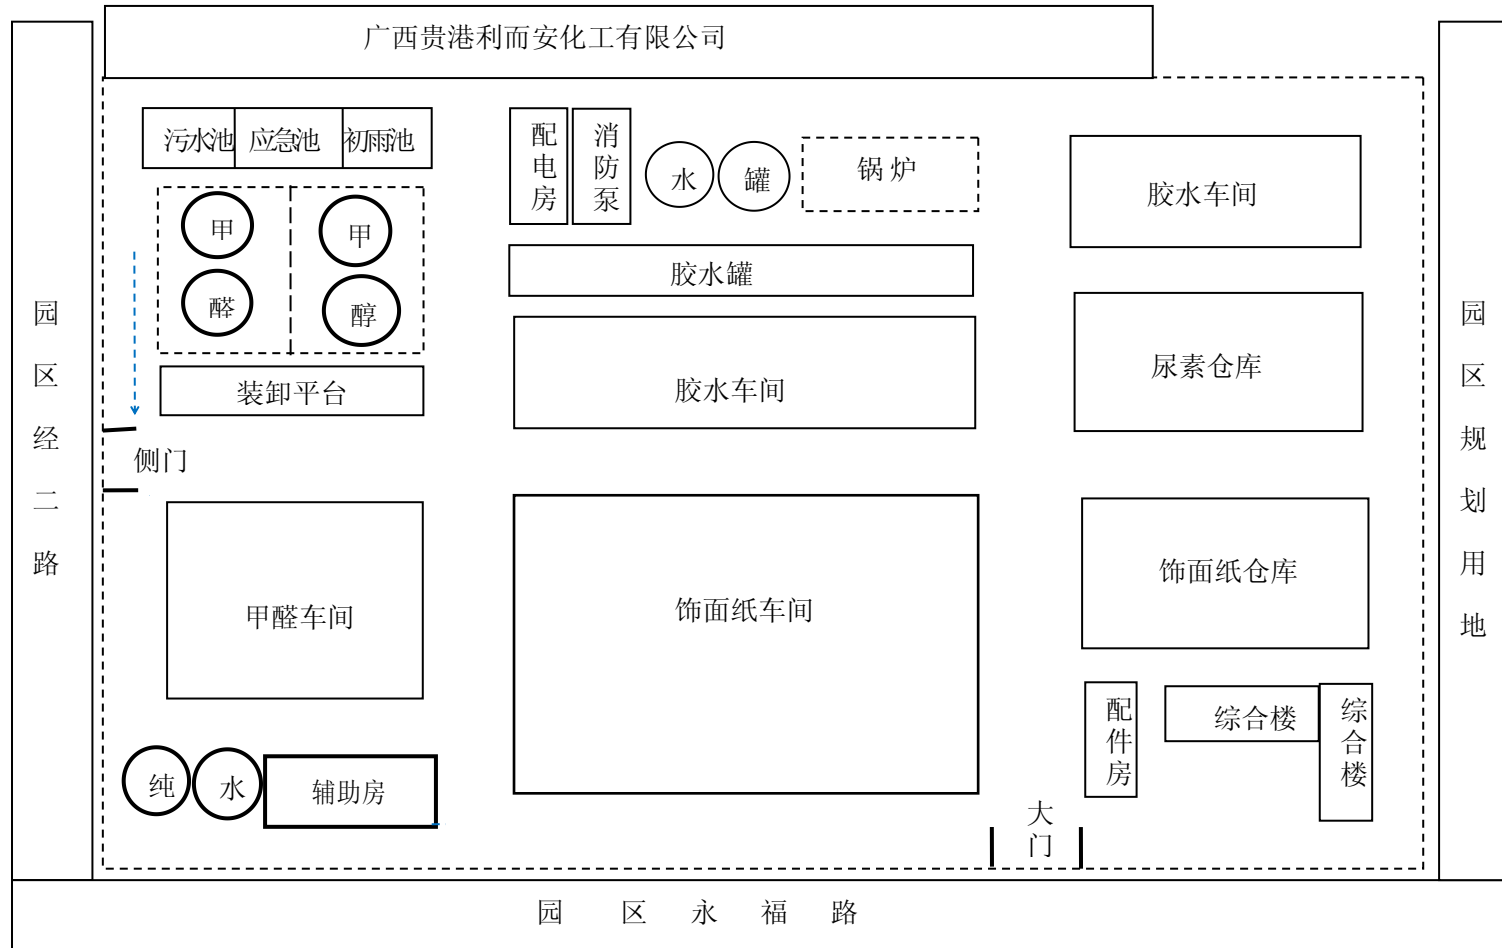 广西贵港利而安化工有限公司
污水池 应急池 初雨池
配电房
消防泵
水 罐
锅炉
胶水车间
甲 甲
醛 醇
胶水罐
装卸平台
胶水车间
尿素仓库
园区经二路
园区规划用地
侧门
甲醛车间
饰面纸车间
饰面纸仓库
配件房
综合楼
综合楼
纯 水
辅助房
大门
园 区 永 福 路